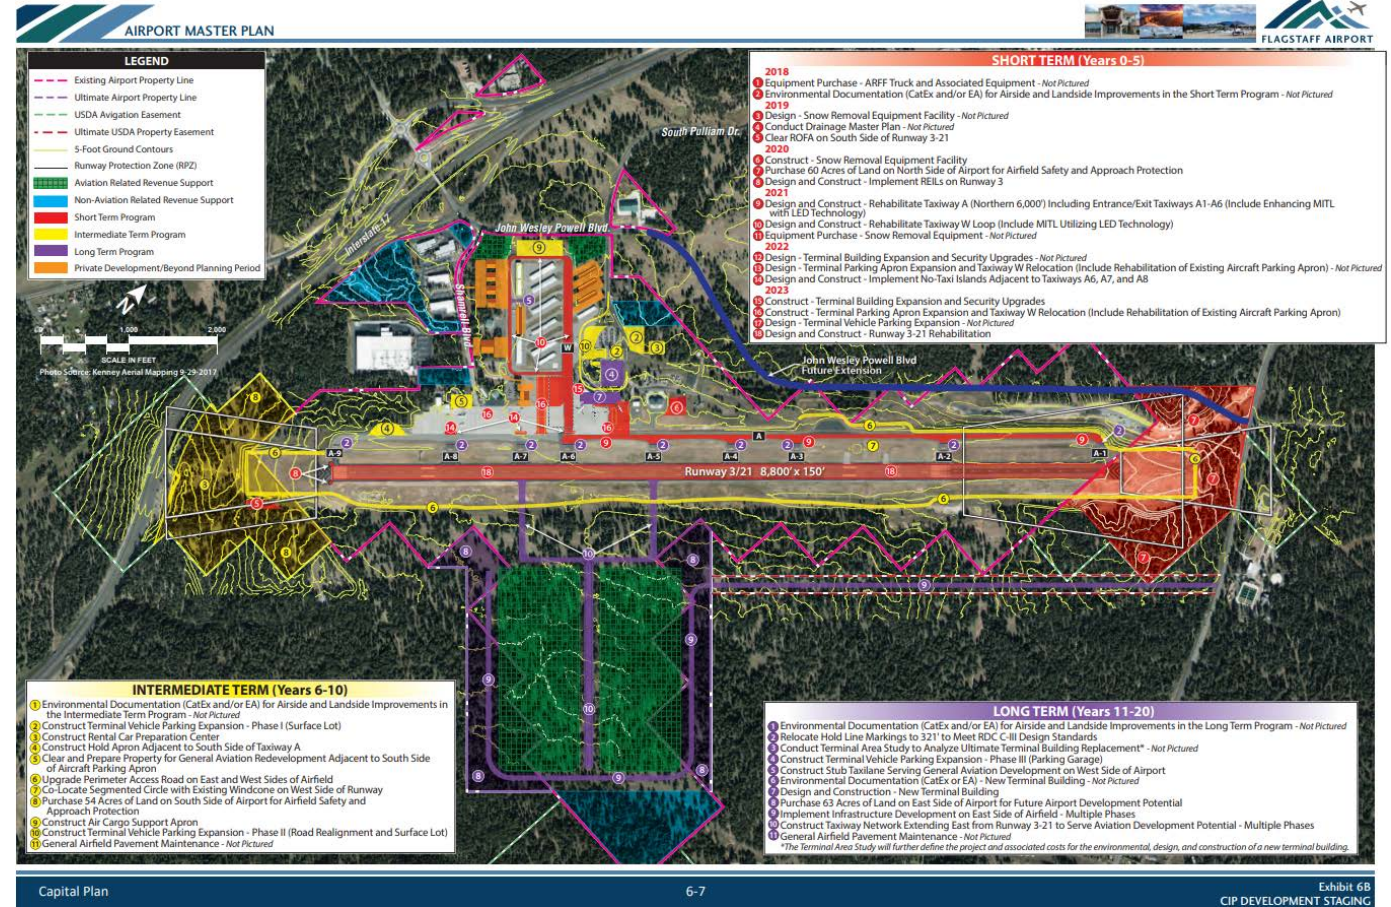 AIRPORT MASTER PLAN
FLAGSTAFF AIRPORT
LEGEND
Existing Airport Property Line
Ultimate Airport Property Line
USDA Avigation Easement
Ultimate USDA Property Easement
5-Foot Ground Contours
Runway Protection Zone (RPZ)
Aviation Related Revenue Support
Non-Aviation Related Revenue Support
Short Term Program
Intermediate Term Program
Long Term Program
Private Development/Beyond Planning Period
N
0 1,000 2,000
SCALE IN FEET
Photo Source: Kenney Aerial Mapping 9-29-2017
SHORT TERM (Years 0-5)
2018
1 Equipment Purchase - ARFF Truck and Associated Equipment - Not Pictured
2 Environmental Documentation (CatEx and/or EA) for Airside and Landside Improvements in the Short Term Program - Not Pictured
2019
3 Design - Snow Removal Equipment Facility - Not Pictured
4 Conduct Drainage Master Plan - Not Pictured
5 Clear ROFA on South Side of Runway 3-21
2020
6 Construct - Snow Removal Equipment Facility
7 Purchase 60 Acres of Land on North Side of Airport for Airfield Safety and Approach Protection
8 Design and Construct - Implement REILs on Runway 3
2021
9 Design and Construct - Rehabilitate Taxiway A (Northern 6,000') Including Entrance/Exit Taxiways A1-A6 (Include Enhancing MITL
with LED Technology)
10 Design and Construct - Rehabilitate Taxiway W Loop (Include MITL Utilizing LED Technology)
11 Equipment Purchase - Snow Removal Equipment - Not Pictured
2022
12 Design - Terminal Building Expansion and Security Upgrades - Not Pictured
13 Design - Terminal Parking Apron Expansion and Taxiway W Relocation (Include Rehabilitation of Existing Aircraft Parking Apron) - Not Pictured
14 Design and Construct - Implement No-Taxi Islands Adjacent to Taxiways A6, A7, and A8
2023
15 Construct - Terminal Building Expansion and Security Upgrades
16 Construct - Terminal Parking Apron Expansion and Taxiway W Relocation (Include Rehabilitation of Existing Aircraft Parking Apron)
17 Design - Terminal Vehicle Parking Expansion - Not Pictured
18 Design and Construct - Runway 3-21 Rehabilitation
South Pulliam Dr.
Interstate 17
John Wesley Powell Blvd.
Shamrell Blvd.
John Wesley Powell Blvd
Future Extension
W
A
A-9
A-8
A-7
A-6
A-5
A-4
A-3
A-2
A-1
Runway 3/21 8,800' x 150'
INTERMEDIATE TERM (Years 6-10)
1 Environmental Documentation (CatEx and/or EA) for Airside and Landside Improvements in
the Intermediate Term Program - Not Pictured
2 Construct Terminal Vehicle Parking Expansion - Phase I (Surface Lot)
3 Construct Rental Car Preparation Center
4 Construct Hold Apron Adjacent to South Side of Taxiway A
5 Clear and Prepare Property for General Aviation Redevelopment Adjacent to South Side
of Aircraft Parking Apron
6 Upgrade Perimeter Access Road on East and West Sides of Airfield
7 Co-Locate Segmented Circle with Existing Windcone on West Side of Runway
8 Purchase 54 Acres of Land on South Side of Airport for Airfield Safety and
Approach Protection
9 Construct Air Cargo Support Apron
10 Construct Terminal Vehicle Parking Expansion - Phase II (Road Realignment and Surface Lot)
11 General Airfield Pavement Maintenance - Not Pictured
LONG TERM (Years 11-20)
1 Environmental Documentation (CatEx and/or EA) for Airside and Landside Improvements in the Long Term Program - Not Pictured
2 Relocate Hold Line Markings to 321' to Meet RDC C-III Design Standards
3 Conduct Terminal Area Study to Analyze Ultimate Terminal Building Replacement* - Not Pictured
4 Construct Terminal Vehicle Parking Expansion - Phase III (Parking Garage)
5 Construct Stub Taxilane Serving General Aviation Development on West Side of Airport
6 Environmental Documentation (CatEx or EA) - New Terminal Building - Not Pictured
7 Design and Construction - New Terminal Building
8 Purchase 63 Acres of Land on East Side of Airport for Future Airport Development Potential
9 Implement Infrastructure Development on East Side of Airfield - Multiple Phases
10 Construct Taxiway Network Extending East from Runway 3-21 to Serve Aviation Development Potential - Multiple Phases
11 General Airfield Pavement Maintenance - Not Pictured
*The Terminal Area Study will further define the project and associated costs for the environmental, design, and construction of a new terminal building.
Capital Plan
6-7
Exhibit 6B
CIP DEVELOPMENT STAGING